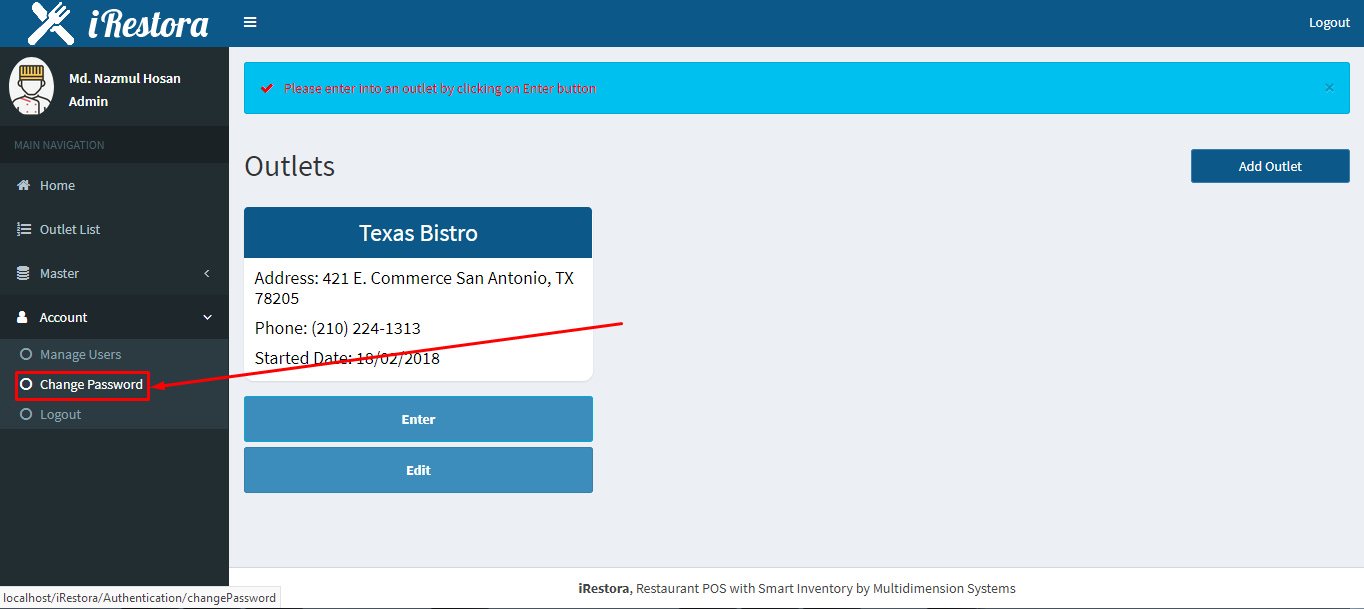 iRestora
Logout
Md. Nazmul Hosan
Admin
MAIN NAVIGATION
Home
Outlet List
Master
Account
Manage Users
Change Password
Logout
Please enter into an outlet by clicking on Enter button
×
Outlets
Add Outlet
Texas Bistro
Address: 421 E. Commerce San Antonio, TX
78205
Phone: (210) 224-1313
Started Date: 18/02/2018
Enter
Edit
iRestora, Restaurant POS with Smart Inventory by Multidimension Systems
localhost/iRestora/Authentication/changePassword